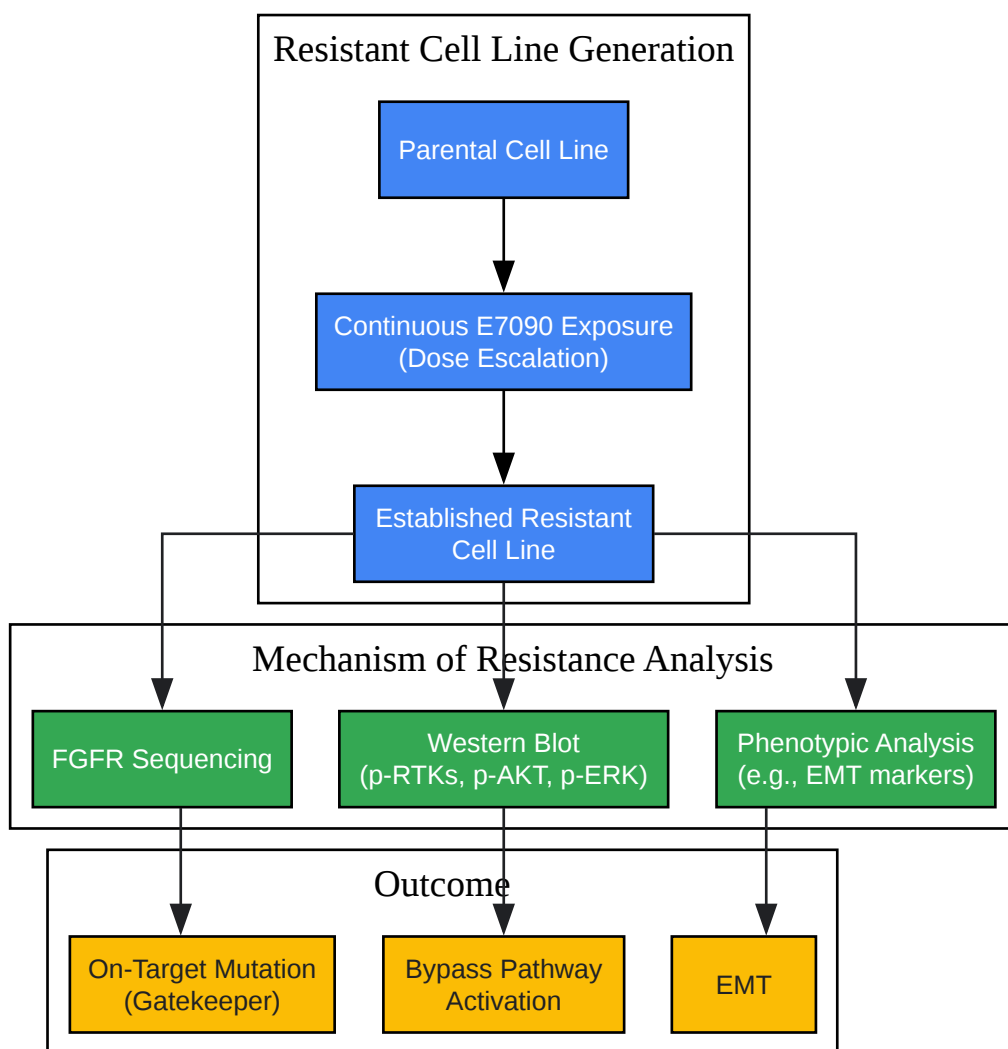 Resistant Cell Line Generation
Parental Cell Line
Continuous E7090 Exposure
(Dose Escalation)
Established Resistant
Cell Line
Mechanism of Resistance Analysis
FGFR Sequencing
Western Blot
(p-RTKs, p-AKT, p-ERK)
Phenotypic Analysis
(e.g., EMT markers)
Outcome
On-Target Mutation
(Gatekeeper)
Bypass Pathway
Activation
EMT